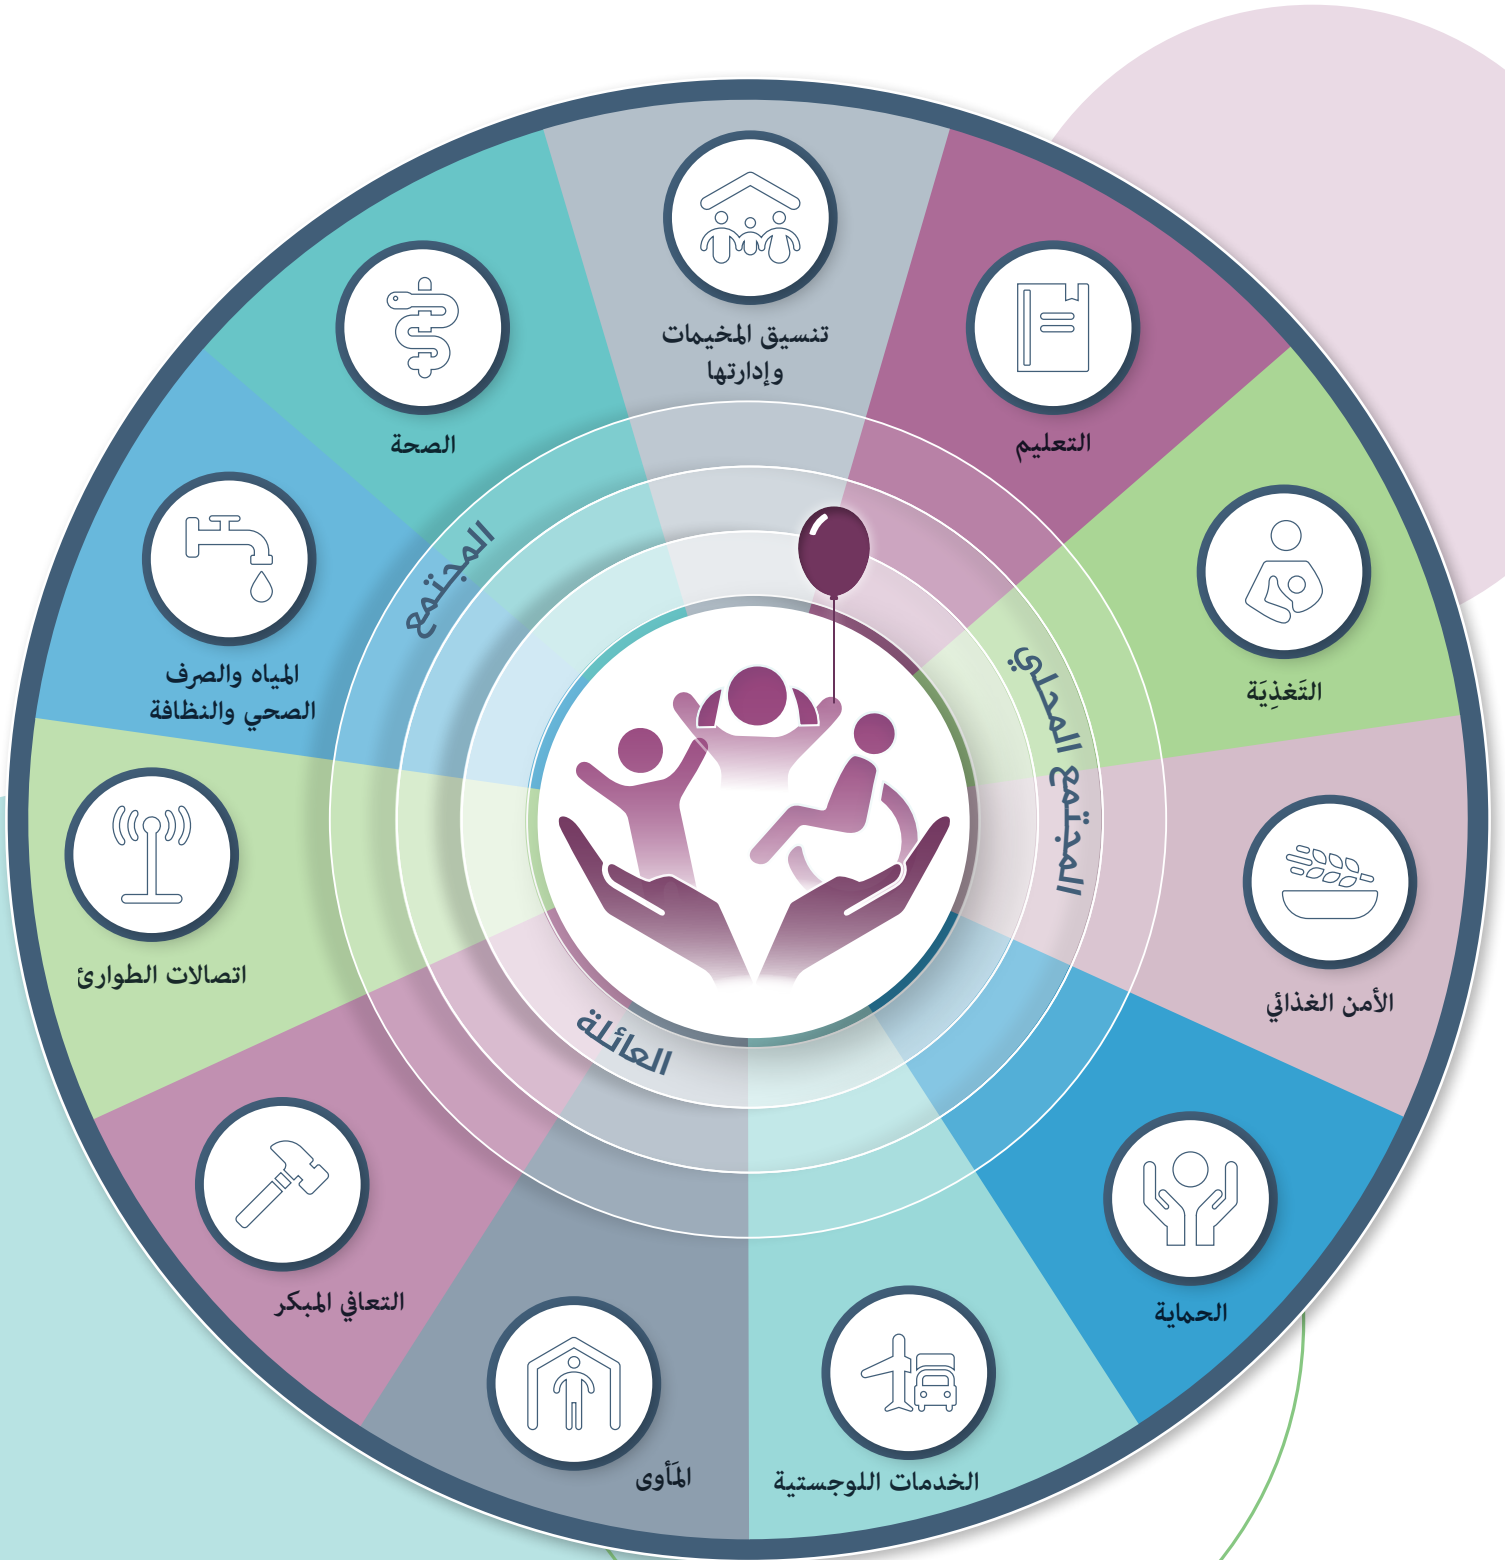 تنسيق المخيمات
وإدارتها
التعليم
التَغذِيَة
الأمن الغذائي
الحماية
الخدمات اللوجستية
المَأوى
التعافي المبكر
اتصالات الطوارئ
المياه والصرف
الصحي والنظافة
الصحة
المجتمع
المجتمع المحلي
العائلة